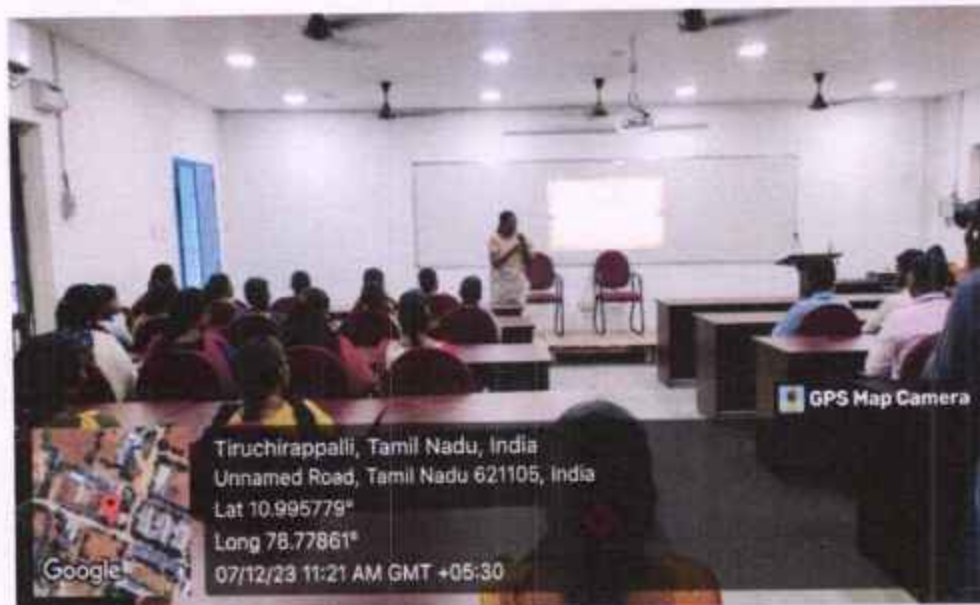 GPS Map Camera
Tiruchirappalli, Tamil Nadu, India
Unnamed Road, Tamil Nadu 621105, India
Lat 10.995779°
Long 78.77861°
07/12/23 11:21 AM GMT +05:30
Google